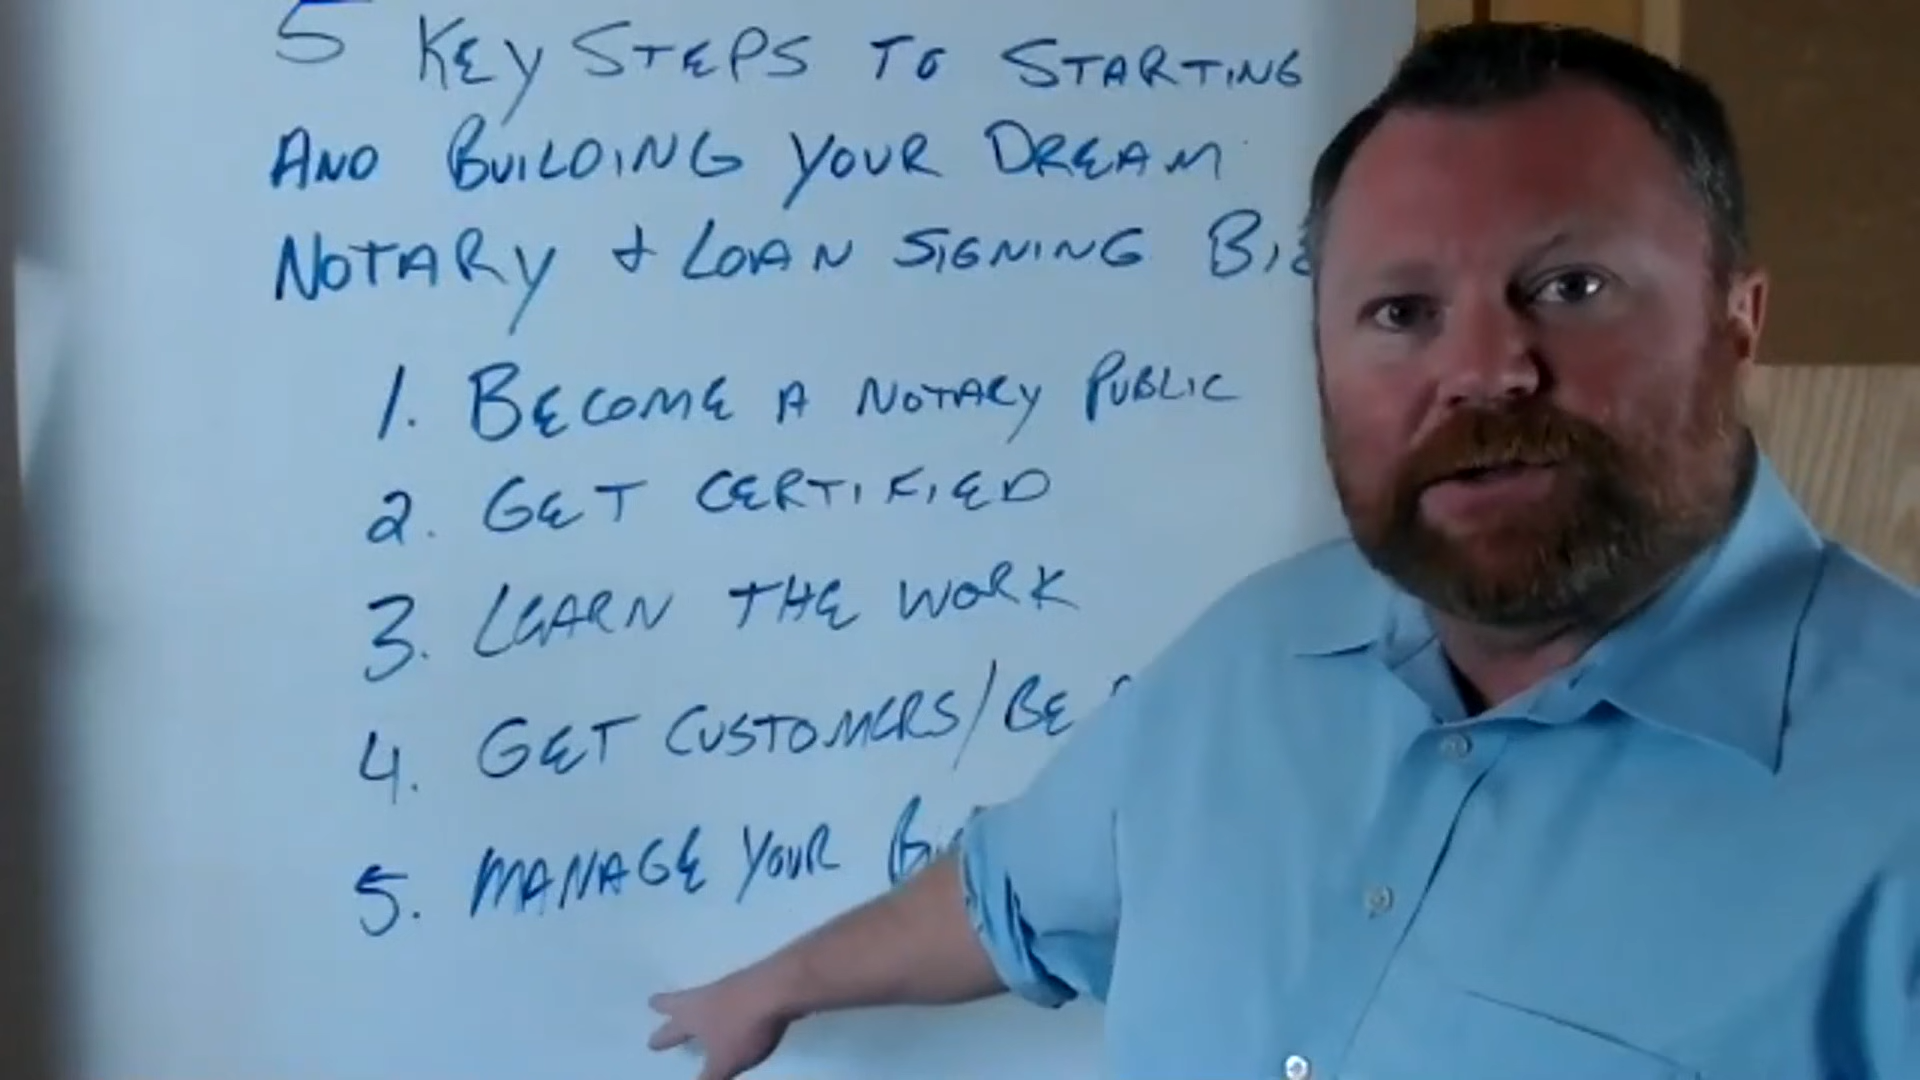 5 KEY STEPS TO STARTING
AND BUILDING YOUR DREAM
NOTARY & LOAN SIGNING
1. BECOME A NOTARY PUBLIC
2. GET CERTIFIED
3. LEARN THE WORK
4. GET CUSTOMERS/BE
5. MANAGE YOUR